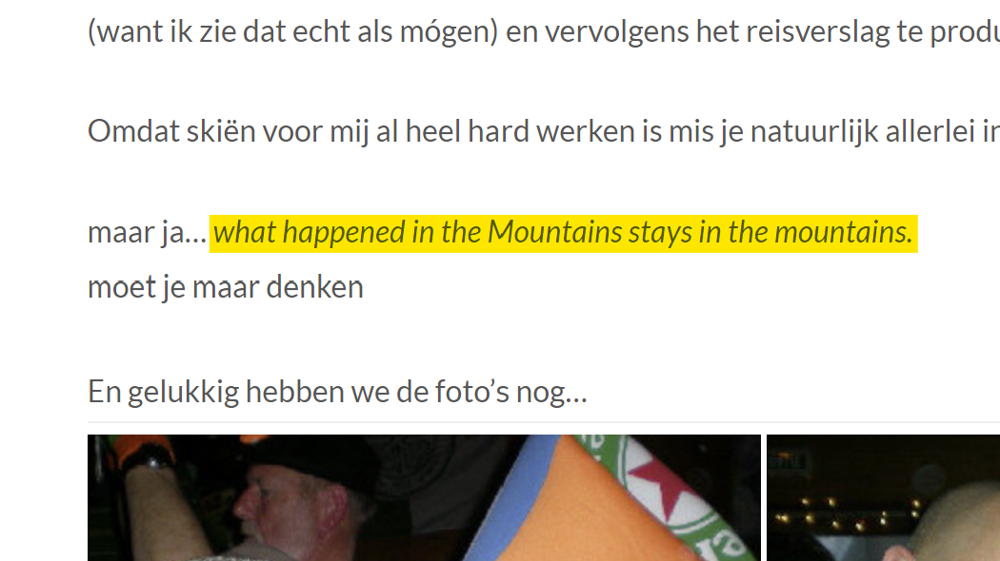 (want ik zie dat echt als mógen) en vervolgens het reisverslag te produ
Omdat skiën voor mij al heel hard werken is mis je natuurlijk allerlei in
maar ja... what happened in the Mountains stays in the mountains.
moet je maar denken
En gelukkig hebben we de foto’s nog...